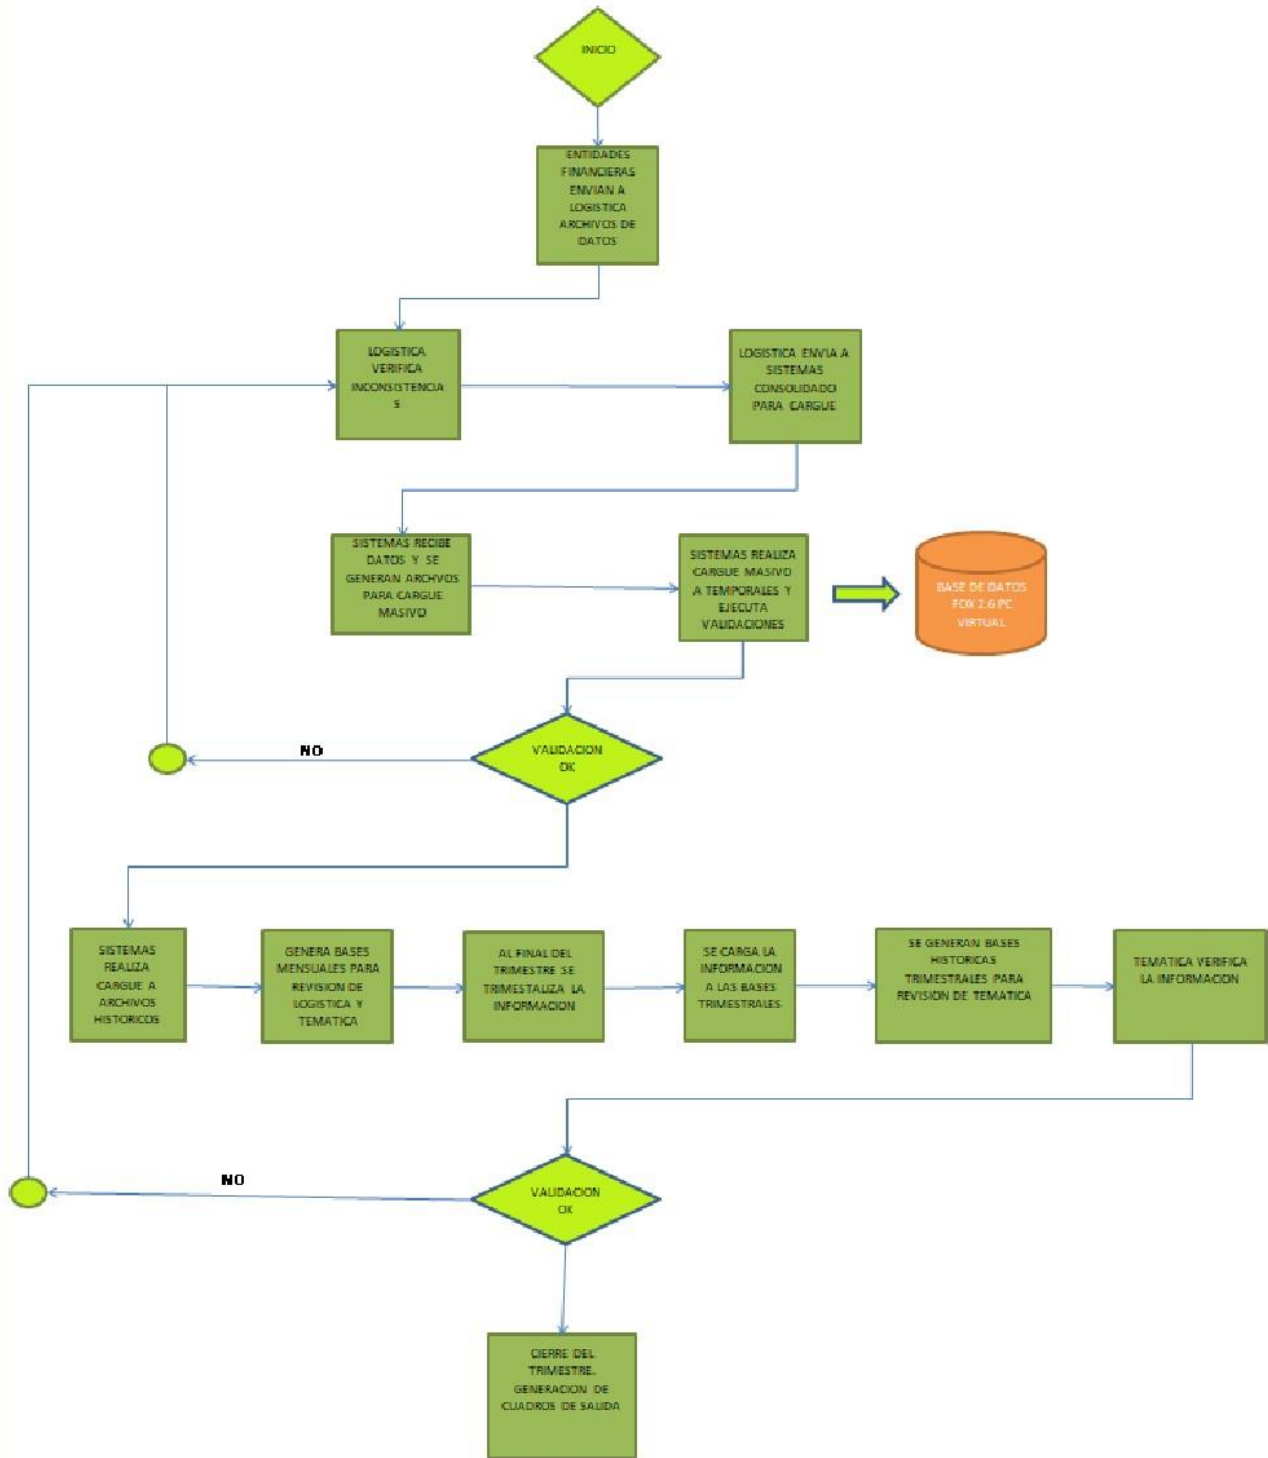 INICIO
ENTIDADES
FINANCIERAS
ENVIAN A
LOGISTICA
ARCHIVOS DE
DATOS
LOGISTICA
VERIFICA
INCONSISTENCIA
S
LOGISTICA ENVIA A
SISTEMAS
CONSOLIDADO
PARA CARGUE
SISTEMAS RECIBE
DATOS Y SE
GENERAN ARCHVOS
PARA CARGUE
MASIVO
SISTEMAS REALIZA
CARGUE MASIVO
A TEMPORALES Y
EJECUTA
VALIDACIONES
BASE DE DATOS
FOX 2.6 PC
VIRTUAL
VALIDACION
OK
NO
SISTEMAS
REALIZA
CARGUE A
ARCHIVOS
HISTORICOS
GENERA BASES
MENSUALES PARA
REVISION DE
LOGISTICA Y
TEMATICA
AL FINAL DEL
TRIMESTRE SE
TRIMESTALIZA LA
INFORMACION
SE CARGA LA
INFORMACION
A LAS BASES
TRIMESTRALES
SE GENERAN BASES
HISTORICAS
TRIMESTRALES PARA
REVISION DE TEMATICA
TEMATICA VERIFICA
LA INFORMACION
VALIDACION
OK
NO
CIERRE DEL
TRIMESTRE.
GENERACION DE
CUADROS DE SALIDA